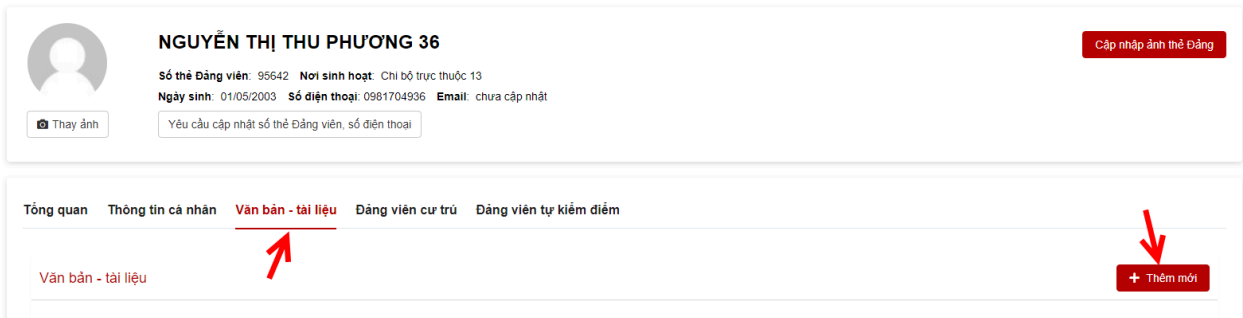 NGUYỄN THỊ THU PHƯƠNG 36
Cập nhập ảnh thẻ Đảng
Số thẻ Đảng viên: 95642 Nơi sinh hoạt: Chi bộ trực thuộc 13
Ngày sinh: 01/05/2003 Số điện thoại: 0981704936 Email: chưa cập nhật
Thay ảnh
Yêu cầu cập nhật số thẻ Đảng viên, số điện thoại
Tổng quan Thông tin cá nhân Văn bản - tài liệu Đảng viên cư trú Đảng viên tự kiểm điểm
Văn bản - tài liệu
+ Thêm mới